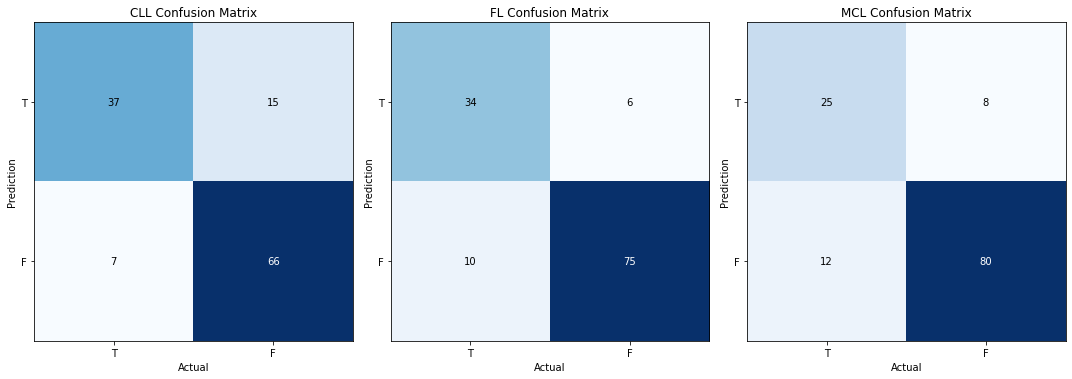 CLL Confusion Matrix
T
37
15
Prediction
F
7
66
T
F
Actual
FL Confusion Matrix
T
34
6
Prediction
F
10
75
T
F
Actual
MCL Confusion Matrix
T
25
8
Prediction
F
12
80
T
F
Actual